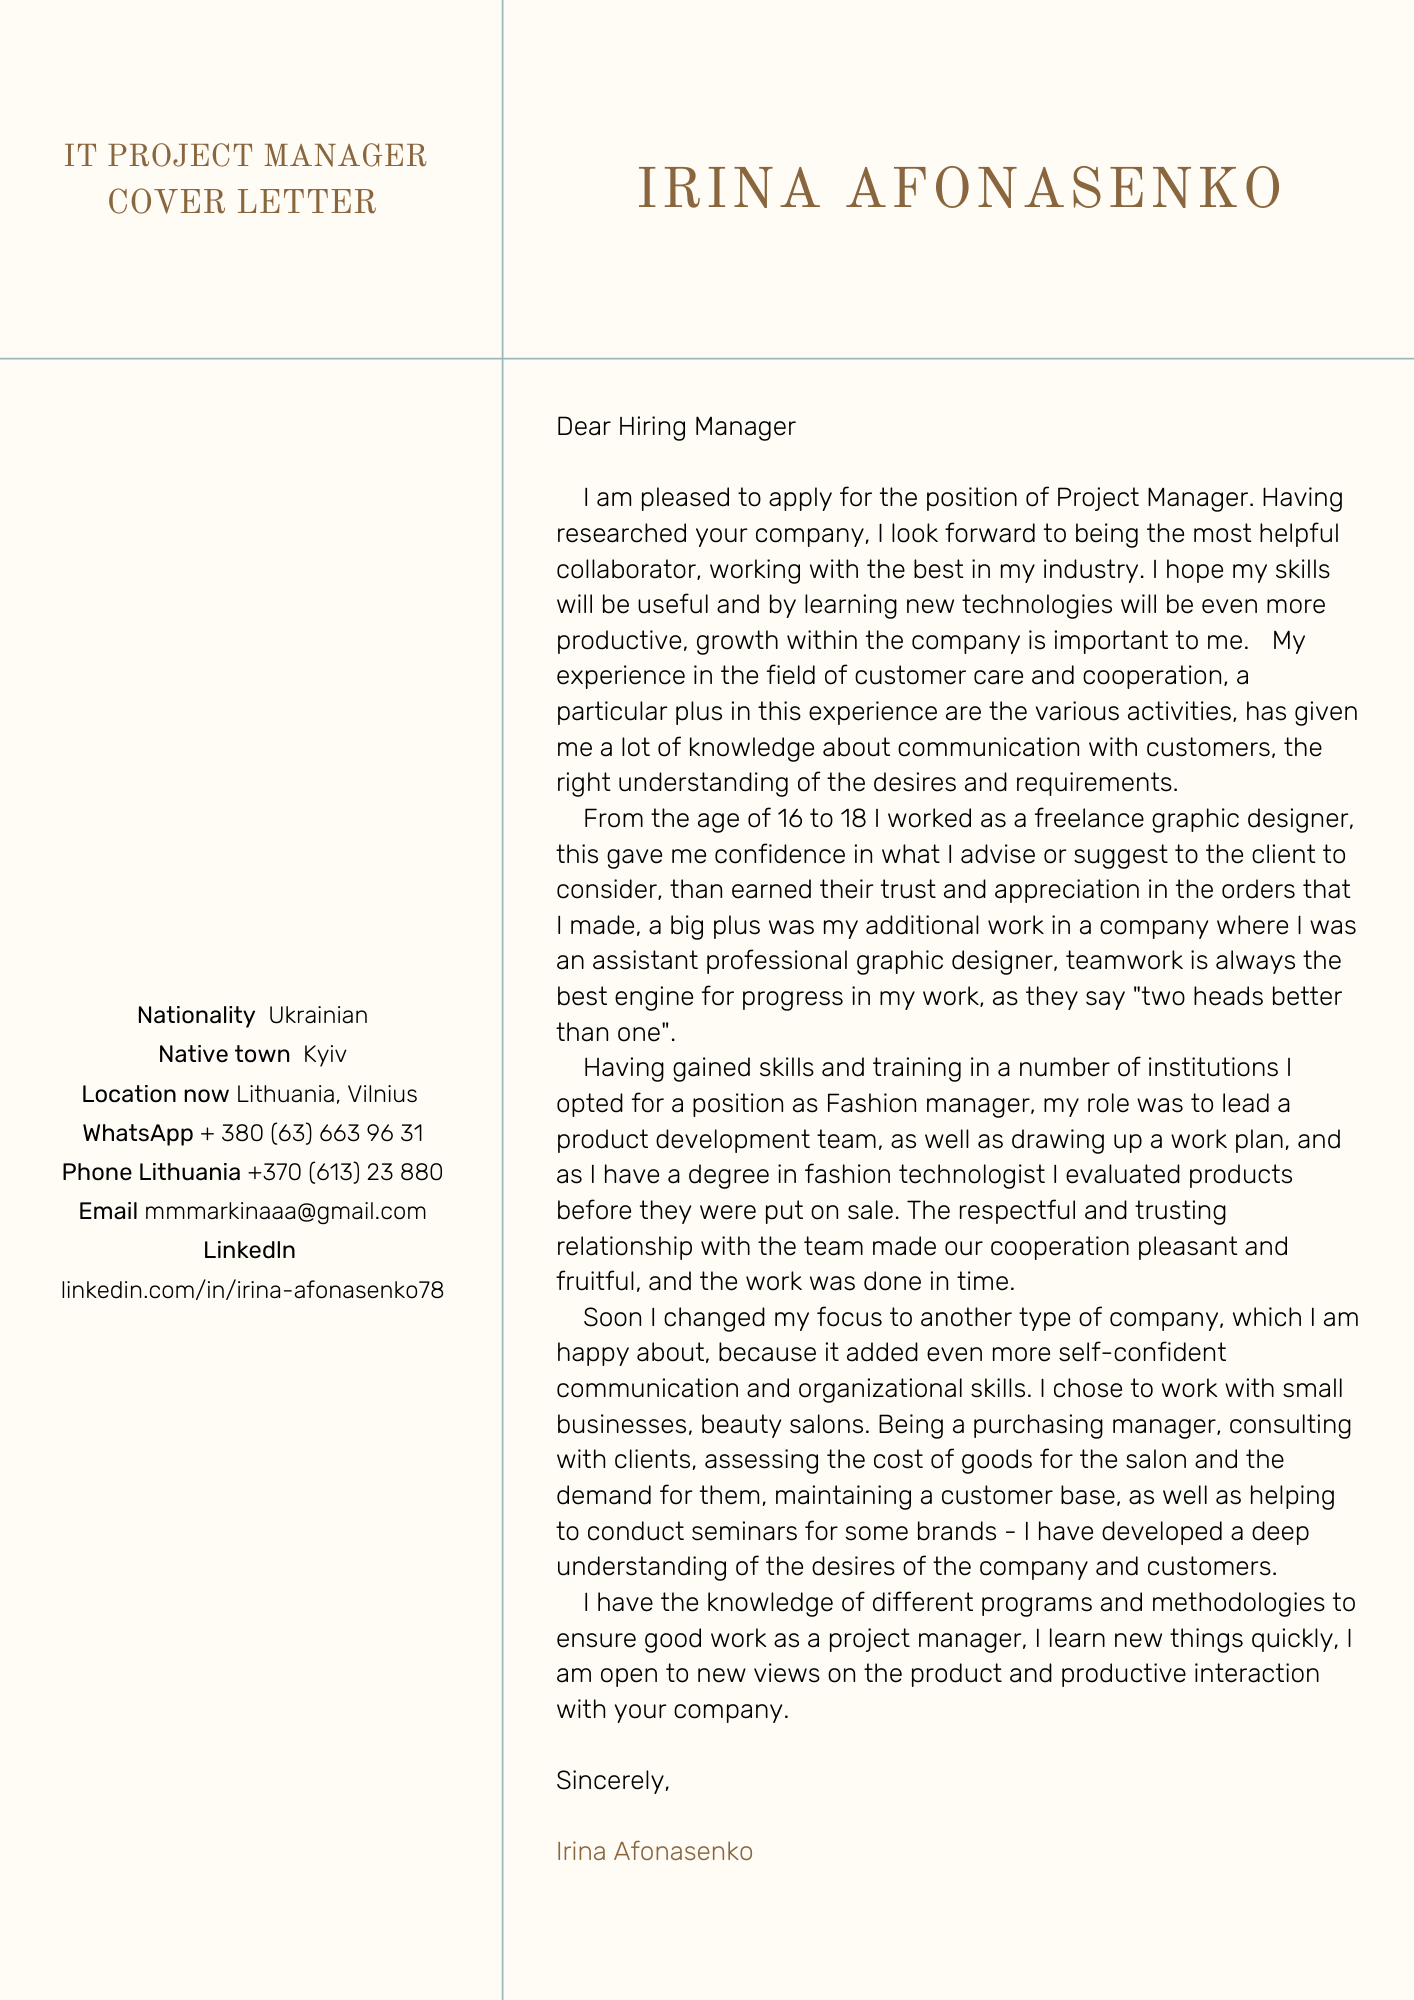 IT PROJECT MANAGER
COVER LETTER
IRINA AFONASENKO
Nationality Ukrainian
Native town Kyiv
Location now Lithuania, Vilnius
WhatsApp + 380 (63) 663 96 31
Phone Lithuania +370 (613) 23 880
Email mmmarkinaaa@gmail.com
LinkedIn
linkedin.com/in/irina-afonasenko78
Dear Hiring Manager
I am pleased to apply for the position of Project Manager. Having
researched your company, I look forward to being the most helpful
collaborator, working with the best in my industry. I hope my skills
will be useful and by learning new technologies will be even more
productive, growth within the company is important to me. My
experience in the field of customer care and cooperation, a
particular plus in this experience are the various activities, has given
me a lot of knowledge about communication with customers, the
right understanding of the desires and requirements.
From the age of 16 to 18 I worked as a freelance graphic designer,
this gave me confidence in what I advise or suggest to the client to
consider, than earned their trust and appreciation in the orders that
I made, a big plus was my additional work in a company where I was
an assistant professional graphic designer, teamwork is always the
best engine for progress in my work, as they say "two heads better
than one".
Having gained skills and training in a number of institutions I
opted for a position as Fashion manager, my role was to lead a
product development team, as well as drawing up a work plan, and
as I have a degree in fashion technologist I evaluated products
before they were put on sale. The respectful and trusting
relationship with the team made our cooperation pleasant and
fruitful, and the work was done in time.
Soon I changed my focus to another type of company, which I am
happy about, because it added even more self-confident
communication and organizational skills. I chose to work with small
businesses, beauty salons. Being a purchasing manager, consulting
with clients, assessing the cost of goods for the salon and the
demand for them, maintaining a customer base, as well as helping
to conduct seminars for some brands - I have developed a deep
understanding of the desires of the company and customers.
I have the knowledge of different programs and methodologies to
ensure good work as a project manager, I learn new things quickly, I
am open to new views on the product and productive interaction
with your company.
Sincerely,
Irina Afonasenko